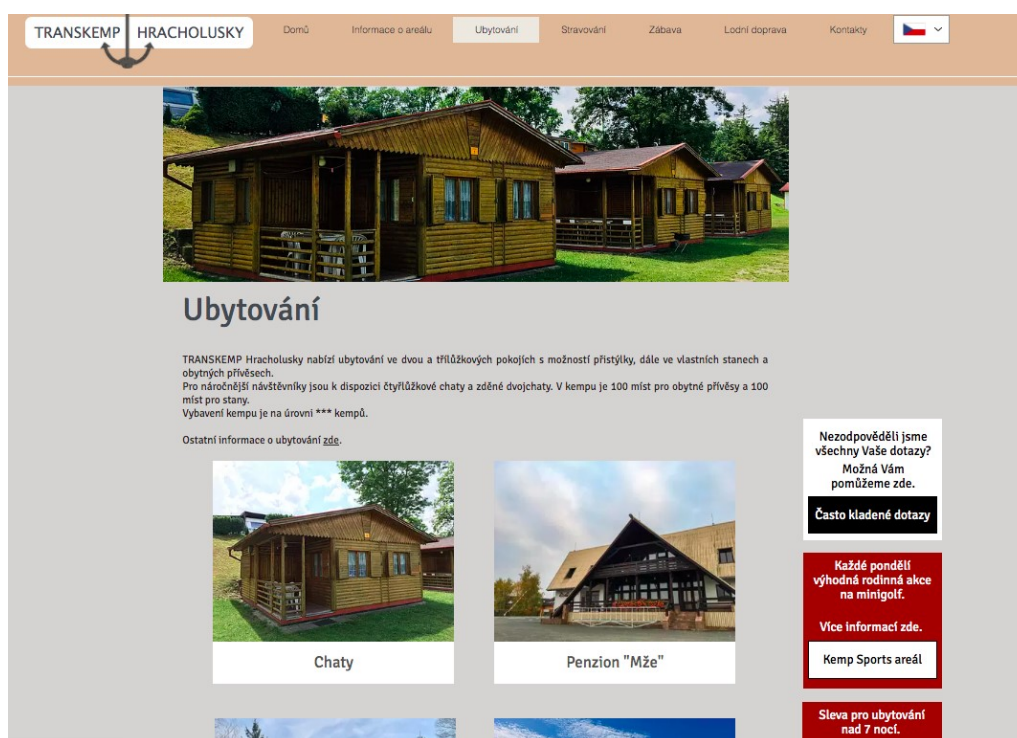 TRANSKEMP HRACHOLUSKY
Domů
Informace o areálu
Ubytování
Stravování
Zábava
Lodní doprava
Kontakty
Ubytování
TRANSKEMP Hracholusky nabízí ubytování ve dvou a třílůžkových pokojích s možností přistýlky, dále ve vlastních stanech a
obytných přívěsech.
Pro náročnější návštěvníky jsou k dispozici čtyřlůžkové chaty a zděné dvojchaty. V kempu je 100 míst pro obytné přívěsy a 100
míst pro stany.
Vybavení kempu je na úrovni *** kempů.
Ostatní informace o ubytování zde.
Chaty
Penzion "Mže"
Nezodpověděli jsme
všechny Vaše dotazy?
Možná Vám
pomůžeme zde.
Často kladené dotazy
Každé pondělí
výhodná rodinná akce
na minigolf.
Více informací zde.
Kemp Sports areál
Sleva pro ubytování
nad 7 nocí.